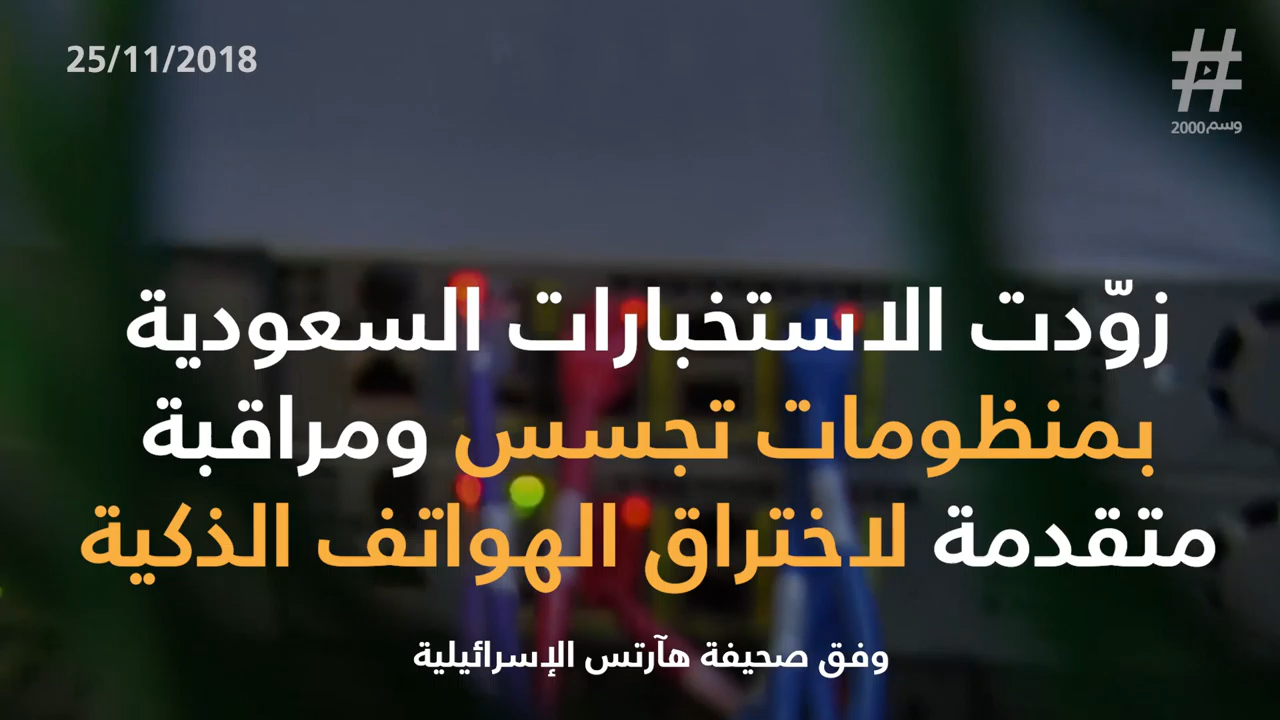 25/11/2018
وسم2000
زوّدت الاستخبارات السعودية
بمنظومات تجسس ومراقبة
متقدمة لاختراق الهواتف الذكية
وفق صحيفة هآرتس الإسرائيلية